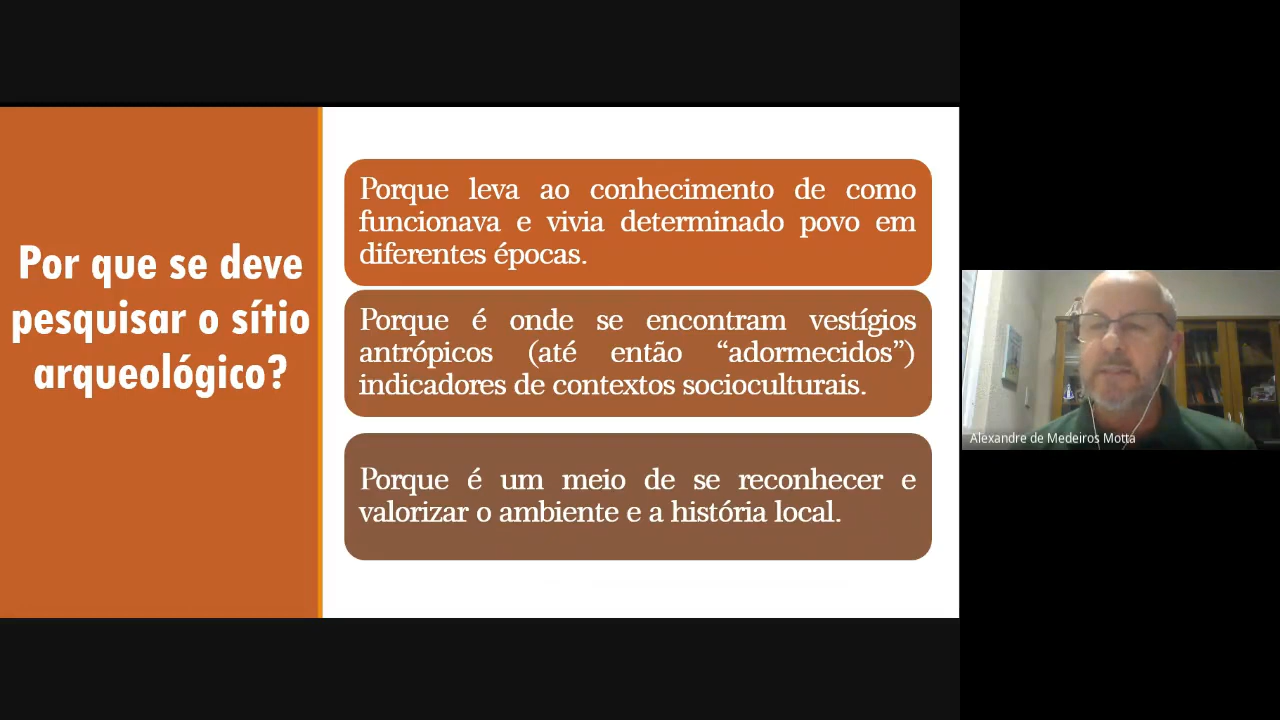 Por que se deve
pesquisar o sítio
arqueológico?
Porque leva ao conhecimento de como
funcionava e vivia determinado povo em
diferentes épocas.
Porque é onde se encontram vestígios
antrópicos (até então “adormecidos”)
indicadores de contextos socioculturais.
Porque é um meio de se reconhecer e
valorizar o ambiente e a história local.
Alexandre de Medeiros Motta